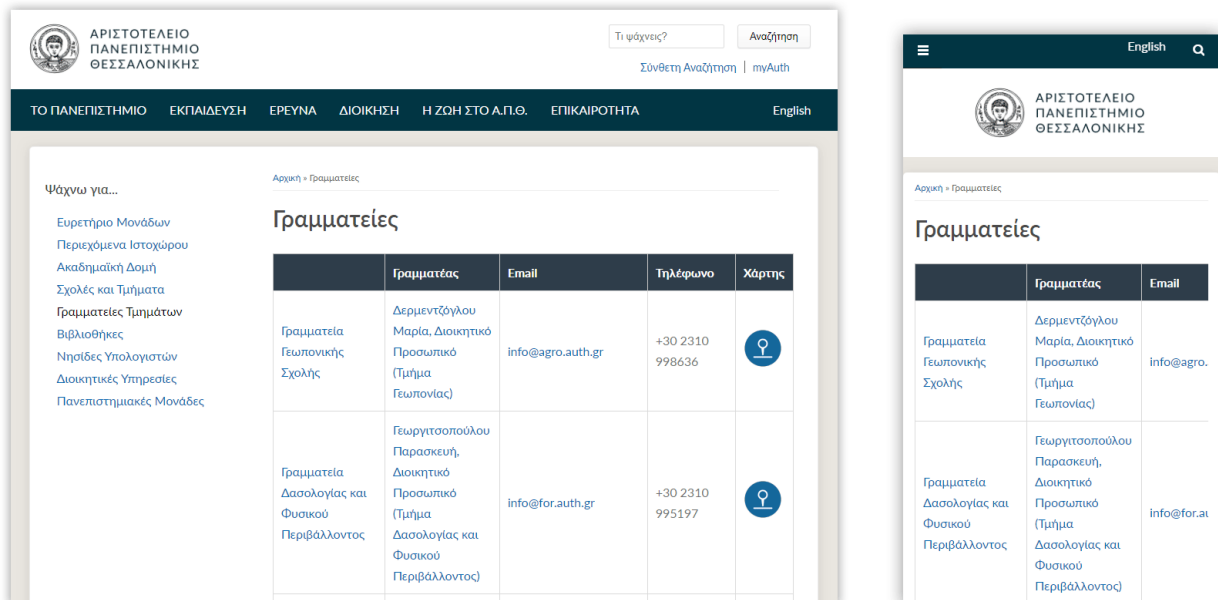 ΑΡΙΣΤΟΤΕΛΕΙΟ
ΠΑΝΕΠΙΣΤΗΜΙΟ
ΘΕΣΣΑΛΟΝΙΚΗΣ
Τι ψάχνεις?
Αναζήτηση
Σύνθετη Αναζήτηση | myAuth
ΤΟ ΠΑΝΕΠΙΣΤΗΜΙΟ ΕΚΠΑΙΔΕΥΣΗ ΕΡΕΥΝΑ ΔΙΟΙΚΗΣΗ Η ΖΩΗ ΣΤΟ Α.Π.Θ. ΕΠΙΚΑΙΡΟΤΗΤΑ English
Ψάχνω για...
Ευρετήριο Μονάδων
Περιεχόμενα Ιστοχώρου
Ακαδημαϊκή Δομή
Σχολές και Τμήματα
Γραμματείες Τμημάτων
Βιβλιοθήκες
Νησίδες Υπολογιστών
Διοικητικές Υπηρεσίες
Πανεπιστημιακές Μονάδες
Αρχική » Γραμματείες
Γραμματείες
Γραμματέας Email Τηλέφωνο Χάρτης
Γραμματεία
Γεωπονικής
Σχολής
Δερμεντζόγλου
Μαρία, Διοικητικό
Προσωπικό
(Τμήμα
Γεωπονίας)
info@agro.auth.gr
+30 2310
998636
Γραμματεία
Δασολογίας και
Φυσικού
Περιβάλλοντος
Γεωργιτσοπούλου
Παρασκευή,
Διοικητικό
Προσωπικό
(Τμήμα
Δασολογίας και
Φυσικού
Περιβάλλοντος)
info@for.auth.gr
+30 2310
995197
English
ΑΡΙΣΤΟΤΕΛΕΙΟ
ΠΑΝΕΠΙΣΤΗΜΙΟ
ΘΕΣΣΑΛΟΝΙΚΗΣ
Αρχική » Γραμματείες
Γραμματείες
Γραμματέας Email
Γραμματεία
Γεωπονικής
Σχολής
Δερμεντζόγλου
Μαρία, Διοικητικό
Προσωπικό
(Τμήμα
Γεωπονίας)
info@agro.
Γραμματεία
Δασολογίας και
Φυσικού
Περιβάλλοντος
Γεωργιτσοπούλου
Παρασκευή,
Διοικητικό
Προσωπικό
(Τμήμα
Δασολογίας και
Φυσικού
Περιβάλλοντος)
info@for.au